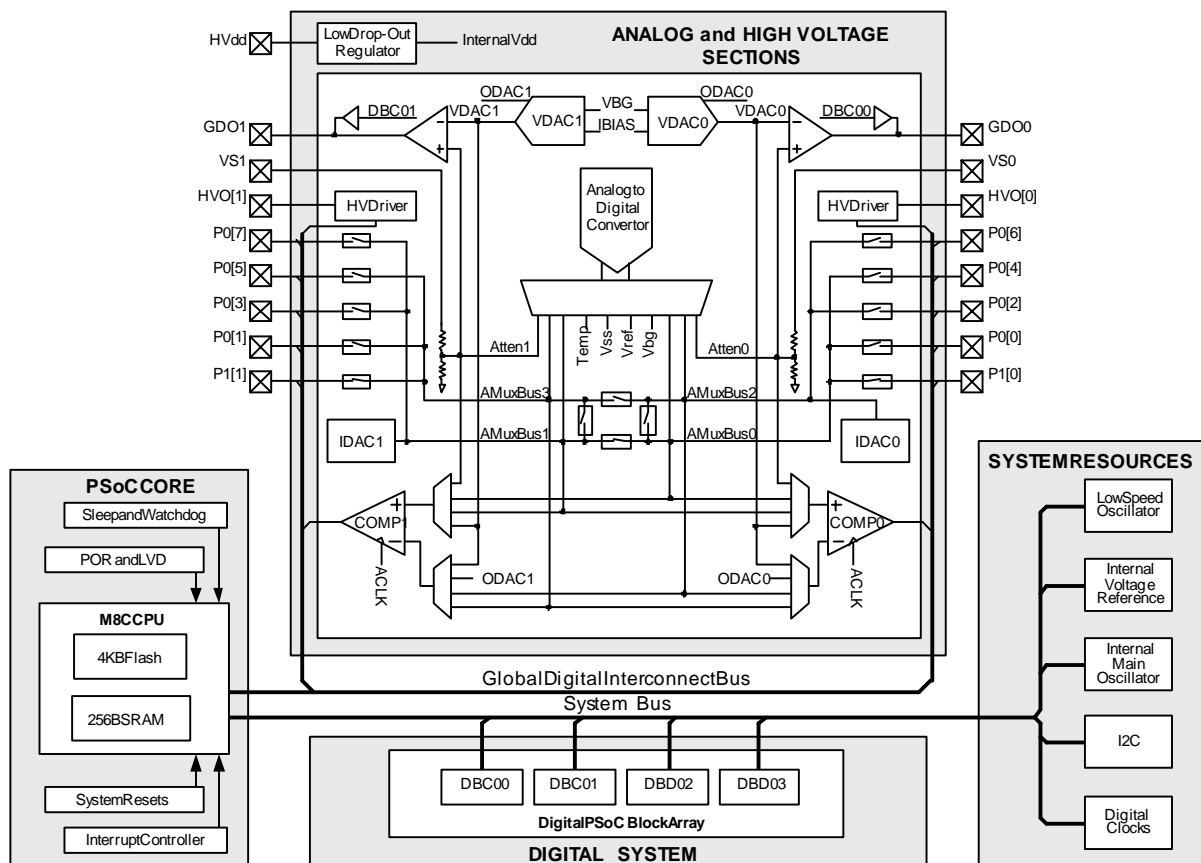 ANALOG and HIGH VOLTAGE
SECTIONS
HVdd
LowDrop-Out
Regulator
InternalVdd
ODAC1
ODAC0
VBG
IBIAS
DBC01
VDAC1
VDAC1
VDAC0
VDAC0
DBC00
GDO1
GDO0
VS1
VS0
HVO[1]
HVDriver
Analogto
Digital
Convertor
HVDriver
HVO[0]
P0[7]
P0[6]
P0[5]
P0[4]
P0[3]
P0[2]
P0[1]
P0[0]
P1[1]
P1[0]
Atten1
Temp
Vss
Vref
Vbg
Atten0
AMuxBus3
AMuxBus2
IDAC1
AMuxBus1
AMuxBus0
IDAC0
COMP1
COMP0
ACLK
ODAC1
ODAC0
ACLK
PSoCCORE
SleepandWatchdog
POR andLVD
M8CCPU
4KBFlash
256BSRAM
SystemResets
InterruptController
GlobalDigitalInterconnectBus
System Bus
DBC00
DBC01
DBD02
DBD03
DigitalPSoC BlockArray
DIGITAL SYSTEM
SYSTEMRESOURCES
LowSpeed
Oscillator
Internal
Voltage
Reference
Internal
Main
Oscillator
I2C
Digital
Clocks